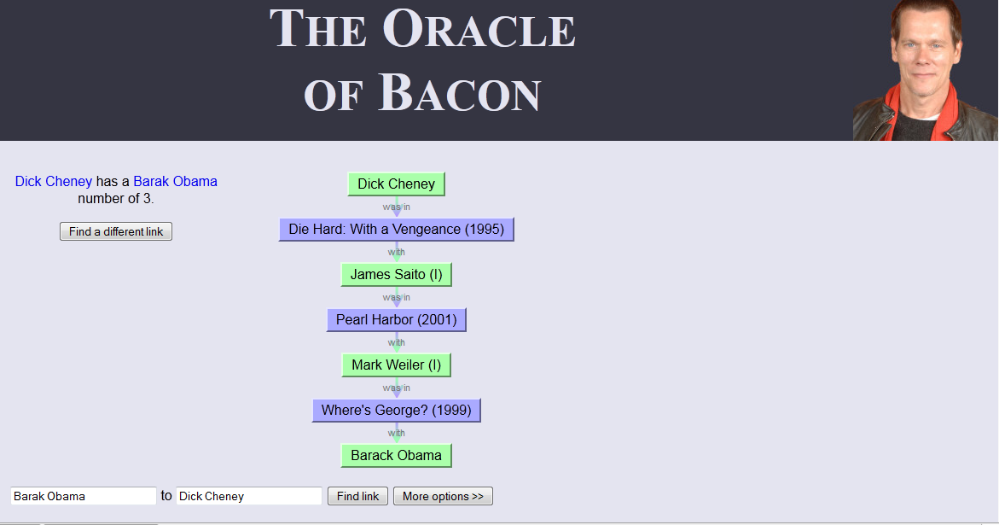 THE ORACLE
OF BACON
Dick Cheney has a Barak Obama
number of 3.
Find a different link
Dick Cheney
was in
Die Hard: With a Vengeance (1995)
with
James Saito (I)
was in
Pearl Harbor (2001)
with
Mark Weiler (I)
was in
Where's George? (1999)
with
Barack Obama
Barak Obama to Dick Cheney Find link More options >>